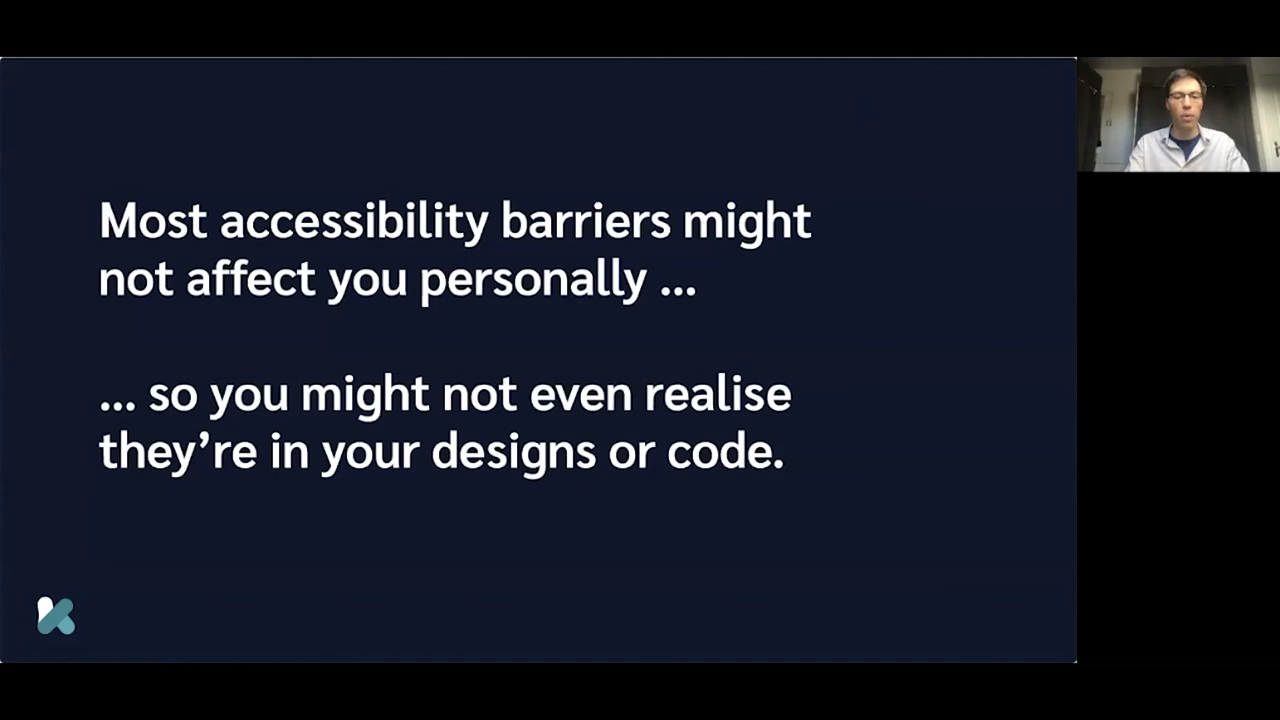 Most accessibility barriers might
not affect you personally ...
... so you might not even realise
they’re in your designs or code.